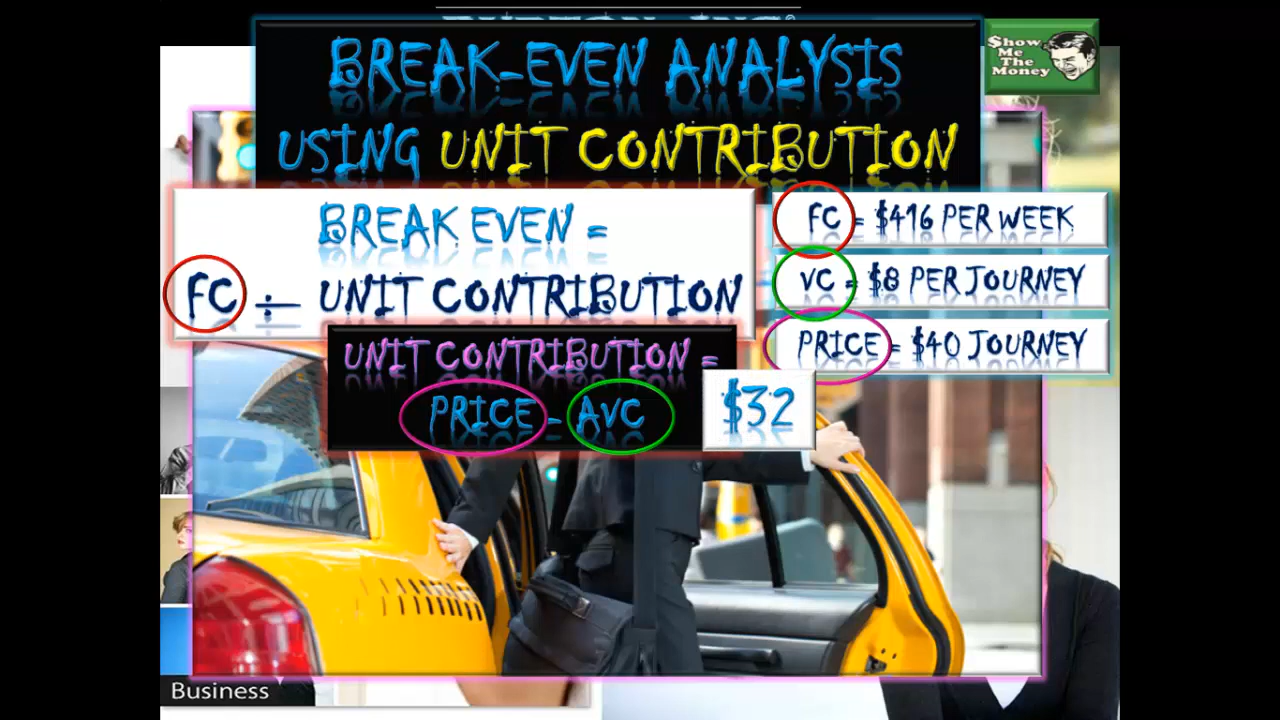 BREAK-EVEN ANALYSIS
USING UNIT CONTRIBUTION
Show
Me
The
Money
BREAK EVEN =
FC ÷ UNIT CONTRIBUTION
FC = $416 PER WEEK
VC = $8 PER JOURNEY
PRICE = $40 JOURNEY
UNIT CONTRIBUTION =
PRICE - AVC
$32
Business